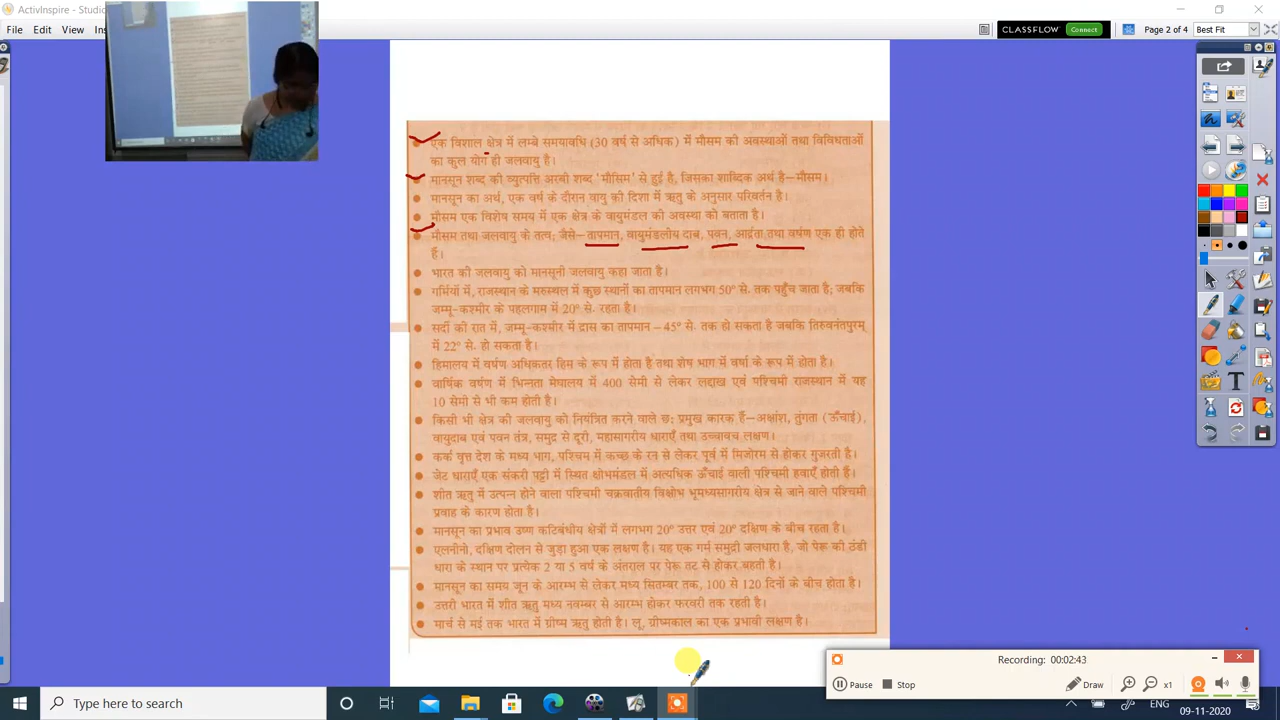 ActivInspire - Studio
File Edit View Ins
CLASSFLOW Connect
Page 2 of 4
Best Fit
एक विशाल क्षेत्र में लम्बे समयावधि (30 वर्ष से अधिक) में मौसम की अवस्थाओं तथा विविधताओं
का कुल योग ही जलवायु है।
मानसून शब्द की व्युत्पत्ति अरबी शब्द 'मौसिम' से हुई है, जिसका शाब्दिक अर्थ है–मौसम।
मानसून का अर्थ, एक वर्ष के दौरान वायु की दिशा में ऋतु के अनुसार परिवर्तन है।
मौसम एक विशेष समय में एक क्षेत्र के वायुमंडल की अवस्था को बताता है।
मौसम तथा जलवायु के तत्व, जैसे– तापमान, वायुमंडलीय दाब, पवन, आर्द्रता तथा वर्षण एक ही होते
हैं।
भारत की जलवायु को मानसूनी जलवायु कहा जाता है।
गर्मियों में, राजस्थान के मरुस्थल में कुछ स्थानों का तापमान लगभग 50° से. तक पहुँच जाता है; जबकि
जम्मू-कश्मीर के पहलगाम में 20° से. रहता है।
सर्दी की रात में, जम्मू-कश्मीर में द्रास का तापमान – 45° से. तक हो सकता है जबकि तिरुवनंतपुरम्
में 22° से. हो सकता है।
हिमालय में वर्षण अधिकतर हिम के रूप में होता है तथा शेष भाग में वर्षा के रूप में होता है।
वार्षिक वर्षण में भिन्नता मेघालय में 400 सेमी से लेकर लद्दाख एवं पश्चिमी राजस्थान में यह
10 सेमी से भी कम होती है।
किसी भी क्षेत्र की जलवायु को नियंत्रित करने वाले छ: प्रमुख कारक हैं–अक्षांश, तुंगता (ऊँचाई),
वायुदाब एवं पवन तंत्र, समुद्र से दूरी, महासागरीय धाराएँ तथा उच्चावच लक्षण।
कर्क वृत्त देश के मध्य भाग, पश्चिम में कच्छ के रन से लेकर पूर्व में मिजोरम से होकर गुजरती है।
जेट धाराएँ एक संकरी पट्टी में स्थित क्षोभमंडल में अत्यधिक ऊँचाई वाली पश्चिमी हवाएँ होती हैं।
शीत ऋतु में उत्पन्न होने वाला पश्चिमी चक्रवातीय विक्षोभ भूमध्यसागरीय क्षेत्र से जाने वाले पश्चिमी
प्रवाह के कारण होता है।
मानसून का प्रभाव उष्ण कटिबंधीय क्षेत्रों में लगभग 20° उत्तर एवं 20° दक्षिण के बीच रहता है।
एलनीनो, दक्षिण दोलन से जुड़ा हुआ एक लक्षण है। यह एक गर्म समुद्री जलधारा है, जो पेरू की ठंडी
धारा के स्थान पर प्रत्येक 2 या 5 वर्ष के अंतराल पर पेरू तट से होकर बहती है।
मानसून का समय जून के आरम्भ से लेकर मध्य सितम्बर तक, 100 से 120 दिनों के बीच होता है।
उत्तरी भारत में शीत ऋतु मध्य नवम्बर से आरम्भ होकर फरवरी तक रहती है।
मार्च से मई तक भारत में ग्रीष्म ऋतु होती है। लू, ग्रीष्मकाल का एक प्रभावी लक्षण है।
Recording: 00:02:43
Pause Stop Draw x1
Type here to search
ENG
09-11-2020